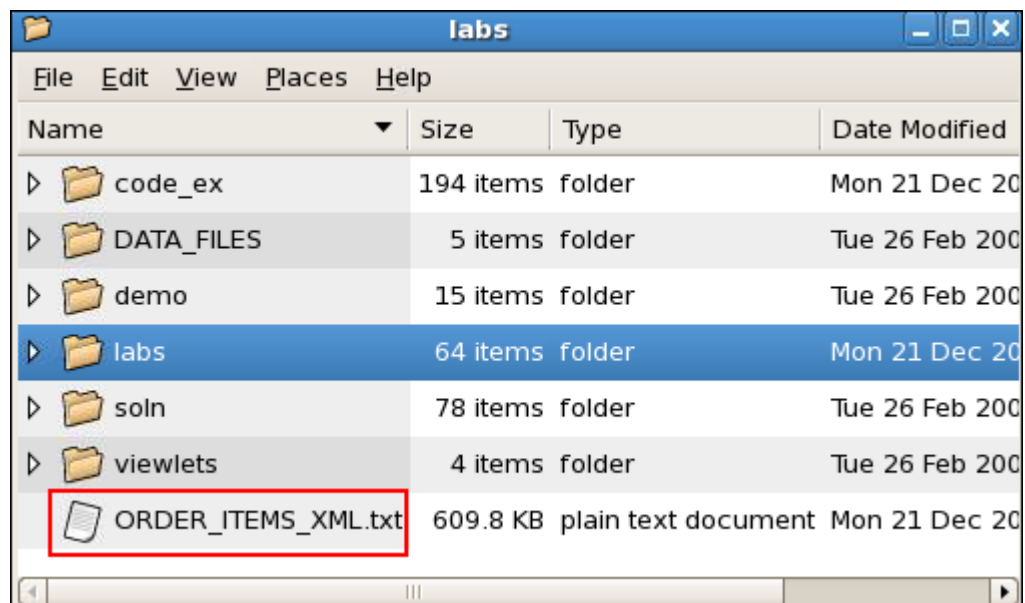 labs
File Edit View Places Help
Name Size Type Date Modified
code_ex 194 items folder Mon 21 Dec 20
DATA_FILES 5 items folder Tue 26 Feb 200
demo 15 items folder Tue 26 Feb 200
labs 64 items folder Mon 21 Dec 20
soln 78 items folder Tue 26 Feb 200
viewlets 4 items folder Tue 26 Feb 200
ORDER_ITEMS_XML.txt 609.8 KB plain text document Mon 21 Dec 20